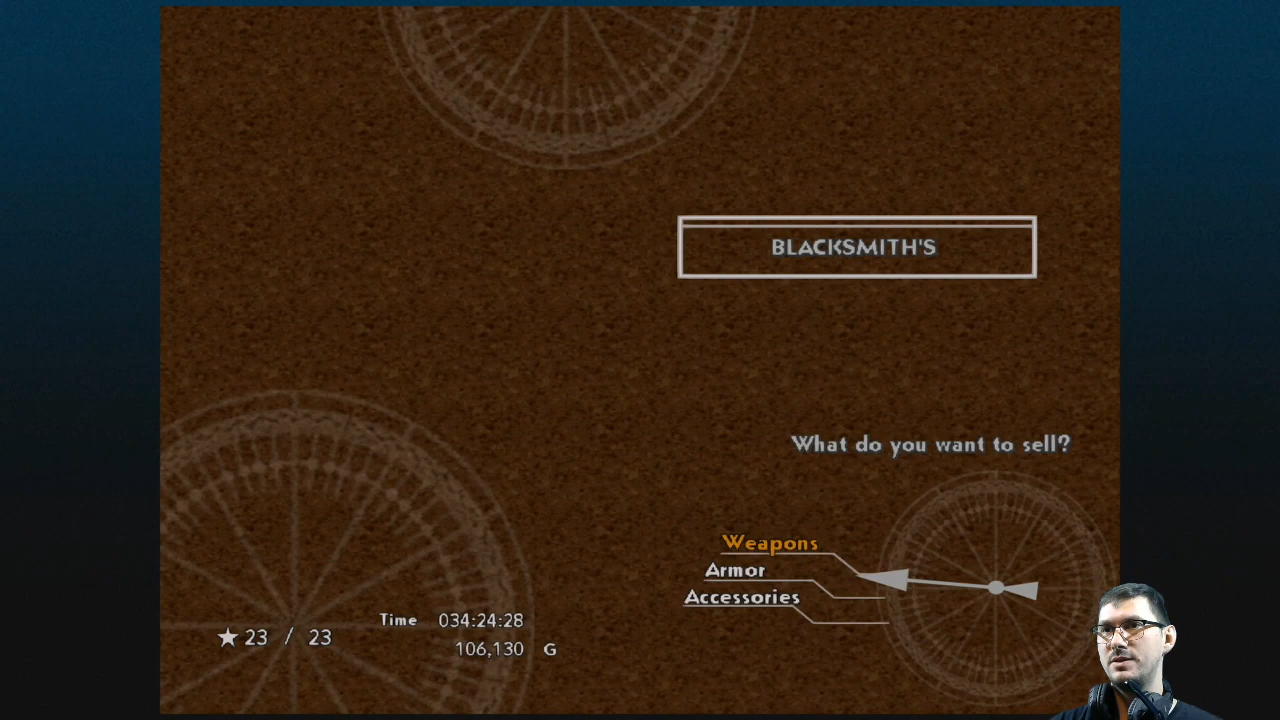 BLACKSMITH'S
What do you want to sell?
Weapons
Armor
Accessories
Time 034:24:28
★ 23 / 23
106,130 G